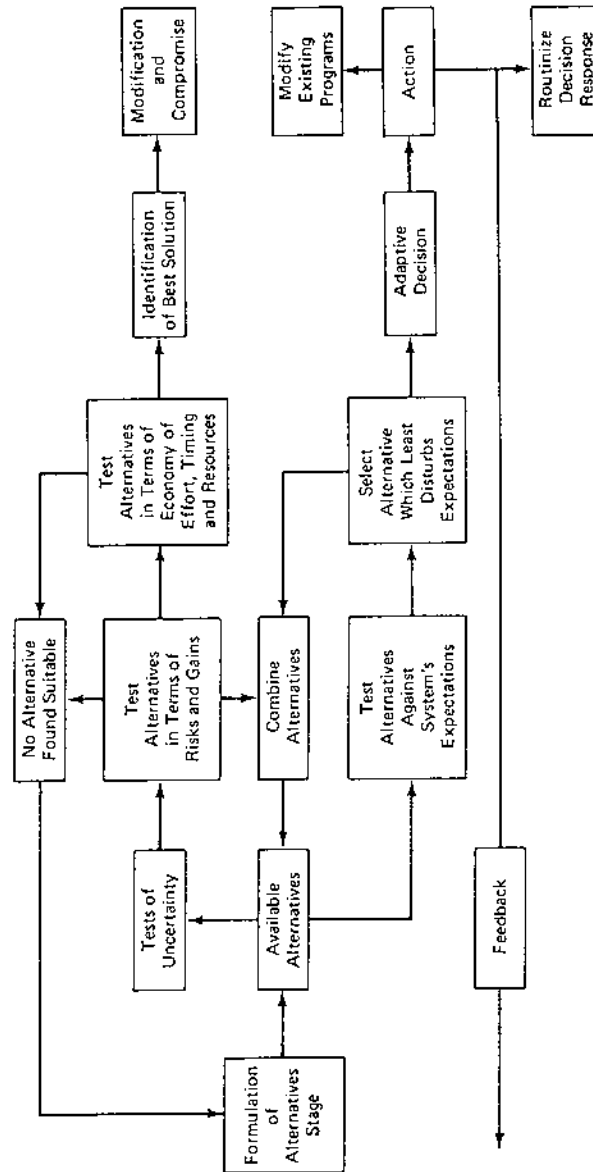 Formulation
of
Alternatives
Stage
No Alternative
Found Suitable
Tests of
Uncertainty
Test
Alternatives
in Terms of
Risks and Gains
Test
Alternatives
in Terms of
Economy of
Effort, Timing
and Resources
Identification
of Best Solution
Modification
and
Compromise
Available
Alternatives
Combine
Alternatives
Test
Alternatives
Against
System's
Expectations
Select
Alternative
Which Least
Disturbs
Expectations
Adaptive
Decision
Action
Modify
Existing
Programs
Routinize
Decision
Response
Feedback